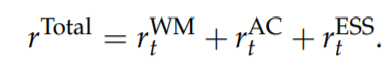 r^Total = r_t^WM + r_t^AC + r_t^ESS.